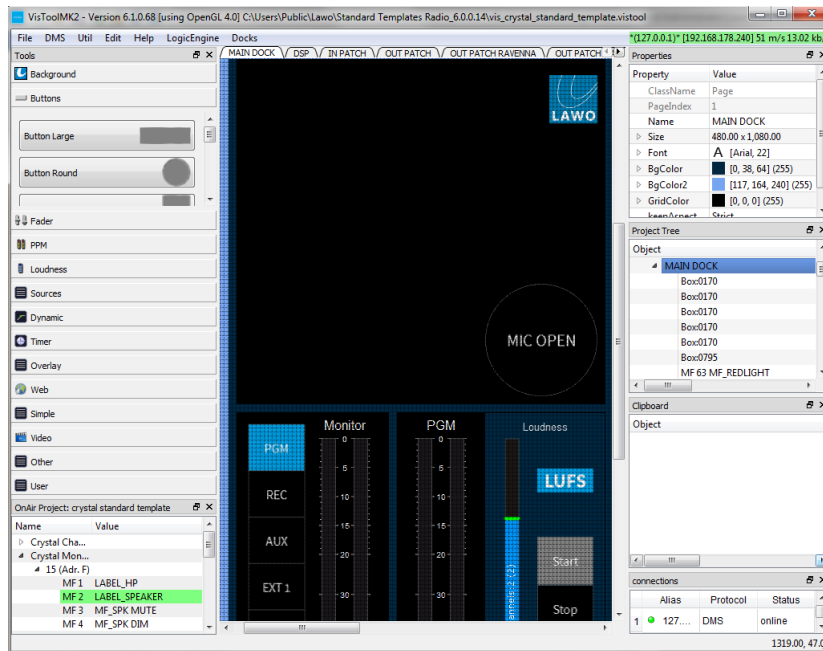 VisToolMK2 - Version 6.1.0.68 [using OpenGL 4.0] C:\Users\Public\Lawo\Standard Templates Radio_6.0.0.14\vis_crystal_standard_template.vistool
File DMS Util Edit Help LogicEngine Docks
*(127.0.0.1)* [192.168.178.240] 51 m/s 13.02 kb,
Tools
Background
Buttons
Button Large
Button Round
Fader
PPM
Loudness
Sources
Dynamic
Timer
Overlay
Web
Simple
Video
Other
User
OnAir Project: crystal standard template
Name Value
Crystal Cha...
Crystal Mon...
15 (Adr. F)
MF 1 LABEL_HP
MF 2 LABEL_SPEAKER
MF 3 MF_SPK MUTE
MF 4 MF_SPK DIM
MAIN DOCK DSP IN PATCH OUT PATCH OUT PATCH RAVENNA OUT PATCH
LAWO
MIC OPEN
Monitor PGM Loudness
PGM
REC
AUX
EXT 1
0 0
5 5
10 10
15 15
20 20
30 30
LUFS
Start
Stop
Properties
Property Value
ClassName Page
PageIndex 1
Name MAIN DOCK
Size 480.00 x 1,080.00
Font A [Arial, 22]
BgColor [0, 38, 64] (255)
BgColor2 [117, 164, 240] (255)
GridColor [0, 0, 0] (255)
keepAspect Strict
Project Tree
Object
MAIN DOCK
Box:0170
Box:0170
Box:0170
Box:0170
Box:0170
Box:0795
MF 63 MF_REDLIGHT
Clipboard
Object
connections
Alias Protocol Status
1 127.... DMS online
1319.00, 47.0